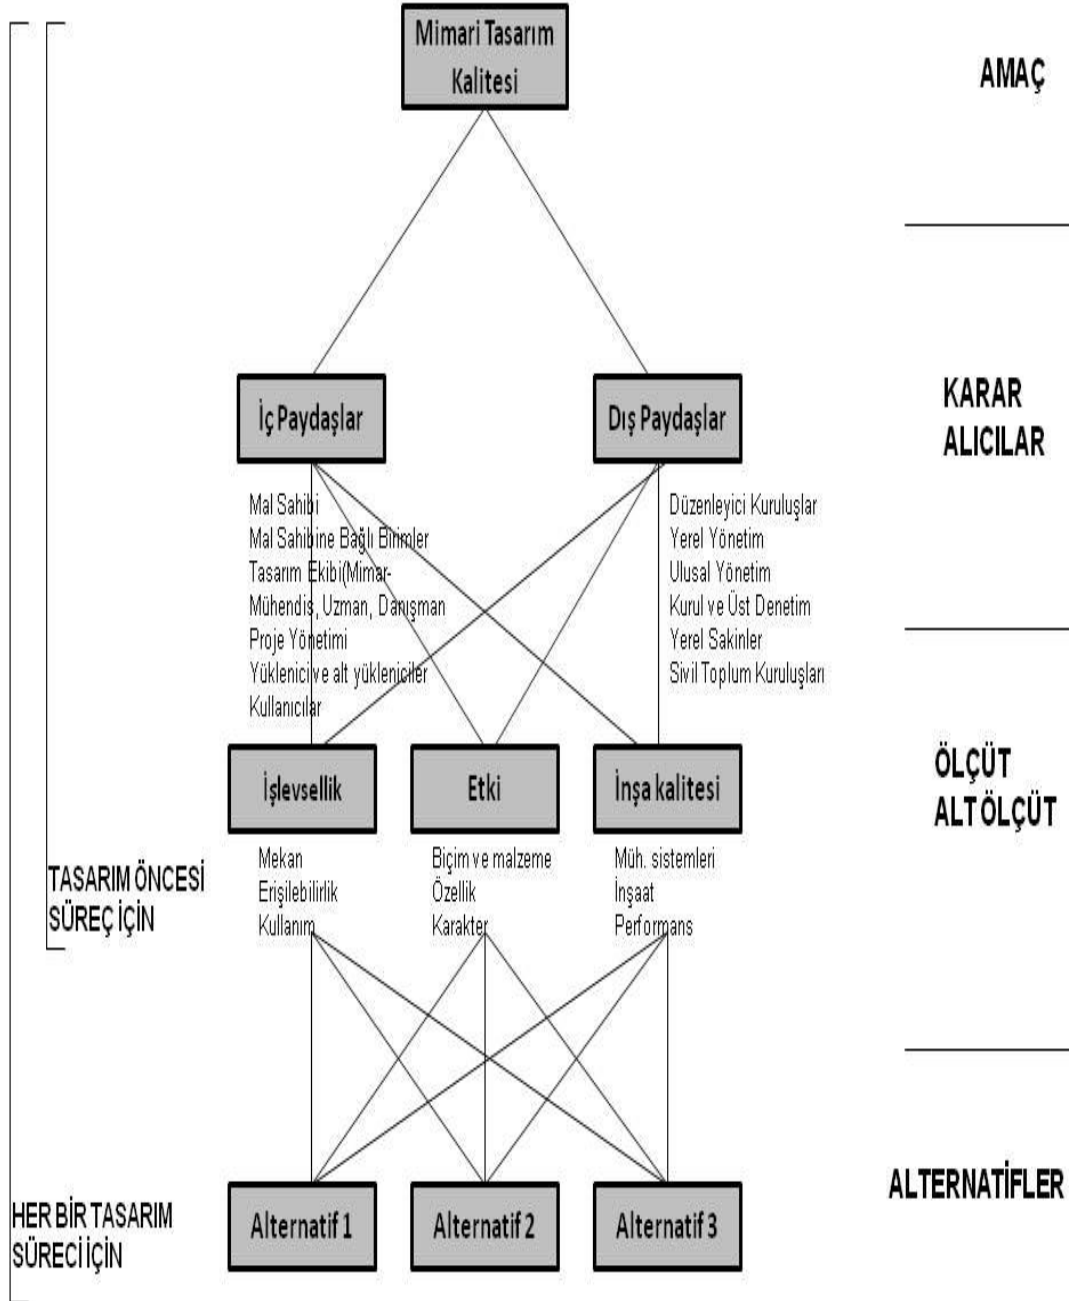 Mimari Tasarım
Kalitesi
AMAÇ
İç Paydaşlar
Dış Paydaşlar
KARAR
ALICILAR
Mal Sahibi
Mal Sahibine Bağlı Birimler
Tasarım Ekibi(Mimar-
Mühendis, Uzman, Danışman
Proje Yönetimi
Yüklenici ve alt yükleniciler
Kullanıcılar
Düzenleyici Kuruluşlar
Yerel Yönetim
Ulusal Yönetim
Kurul ve Üst Denetim
Yerel Sakinler
Sivil Toplum Kuruluşları
İşlevsellik
Etki
İnşa kalitesi
ÖLÇÜT
ALT ÖLÇÜT
Mekan
Erişilebilirlik
Kullanım
Biçim ve malzeme
Özellik
Karakter
Müh. sistemleri
İnşaat
Performans
TASARIM ÖNCESİ
SÜREÇ İÇİN
Alternatif 1
Alternatif 2
Alternatif 3
ALTERNATİFLER
HER BİR TASARIM
SÜRECİ İÇİN